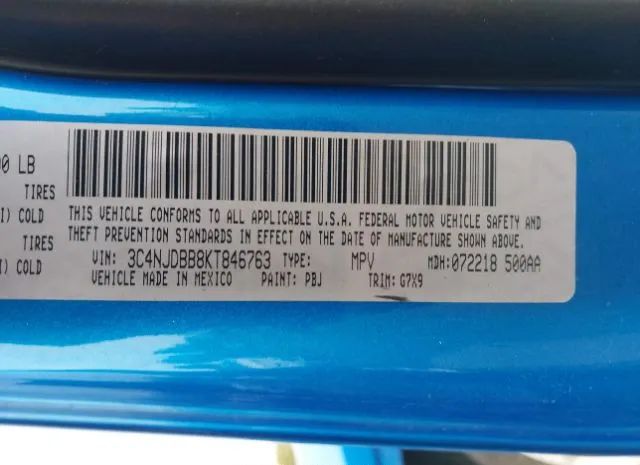 00 LB
TIRES
I) COLD
TIRES
I) COLD
THIS VEHICLE CONFORMS TO ALL APPLICABLE U.S.A. FEDERAL MOTOR VEHICLE SAFETY AND
THEFT PREVENTION STANDARDS IN EFFECT ON THE DATE OF MANUFACTURE SHOWN ABOVE.
VIN: 3C4NJDBB8KT846763 TYPE: MPV MDH:072218 500AA
VEHICLE MADE IN MEXICO PAINT: PBJ TRIM: G7X9